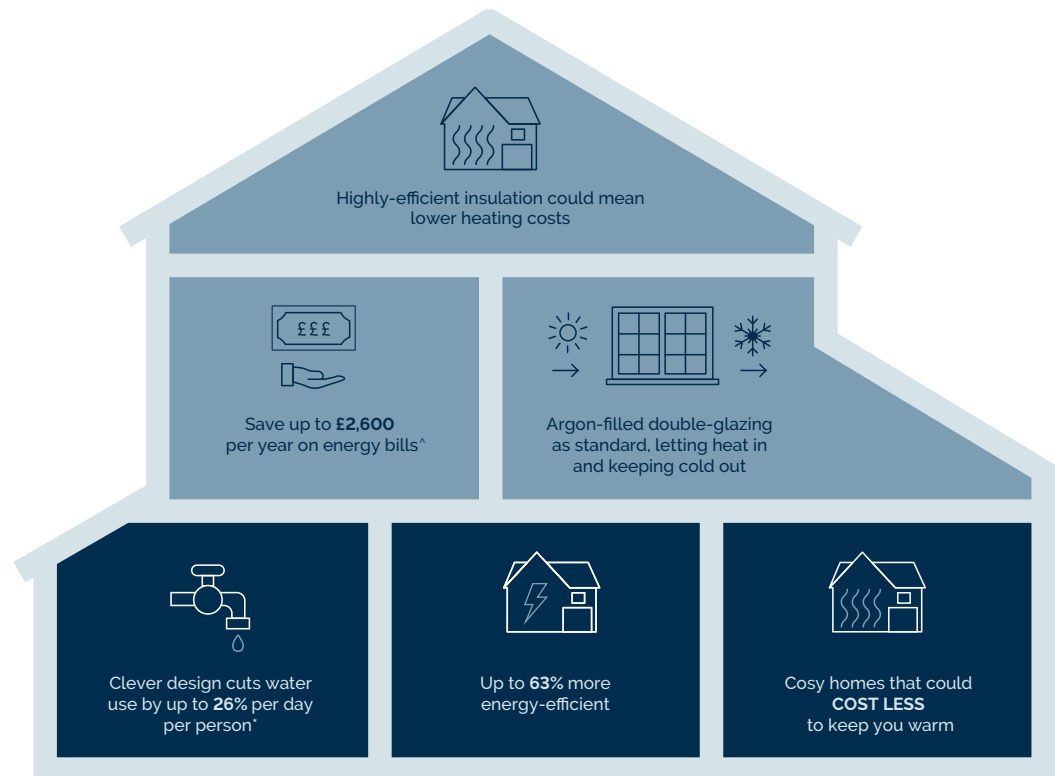 Highly-efficient insulation could mean
lower heating costs
£££
Save up to £2,600
per year on energy bills^
Argon-filled double-glazing
as standard, letting heat in
and keeping cold out
Clever design cuts water
use by up to 26% per day
per person*
Up to 63% more
energy-efficient
Cosy homes that could
COST LESS
to keep you warm